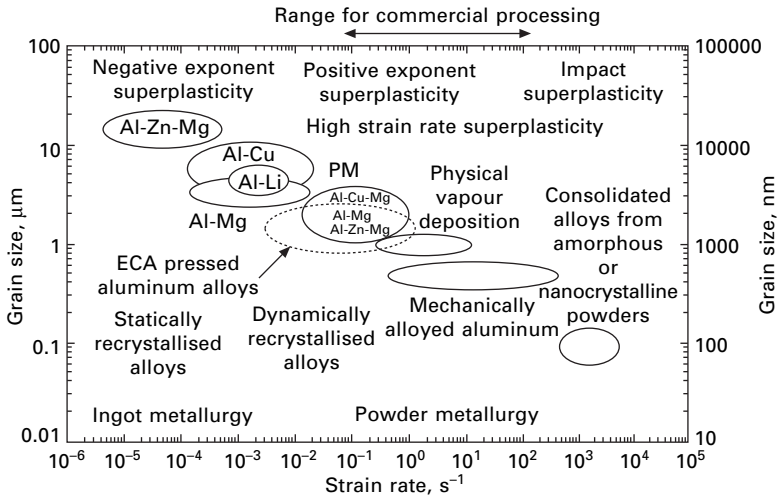 Range for commercial processing
100
100000
Negative exponent
superplasticity
Positive exponent
superplasticity
Impact
superplasticity
Al-Zn-Mg
High strain rate superplasticity
10
10000
Al-Cu
Al-Li
Al-Mg
PM
Al-Cu-Mg
Al-Mg
Al-Zn-Mg
Physical
vapour
deposition
Consolidated
alloys from
amorphous
or
nanocrystalline
powders
1
1000
ECA pressed
aluminum alloys
Mechanically
alloyed aluminum
Statically
recrystallised
alloys
Dynamically
recrystallised
alloys
0.1
100
Ingot metallurgy
Powder metallurgy
0.01
10
Grain size, μm
Grain size, nm
10⁻⁶ 10⁻⁵ 10⁻⁴ 10⁻³ 10⁻² 10⁻¹ 10⁰ 10¹ 10² 10³ 10⁴ 10⁵
Strain rate, s⁻¹